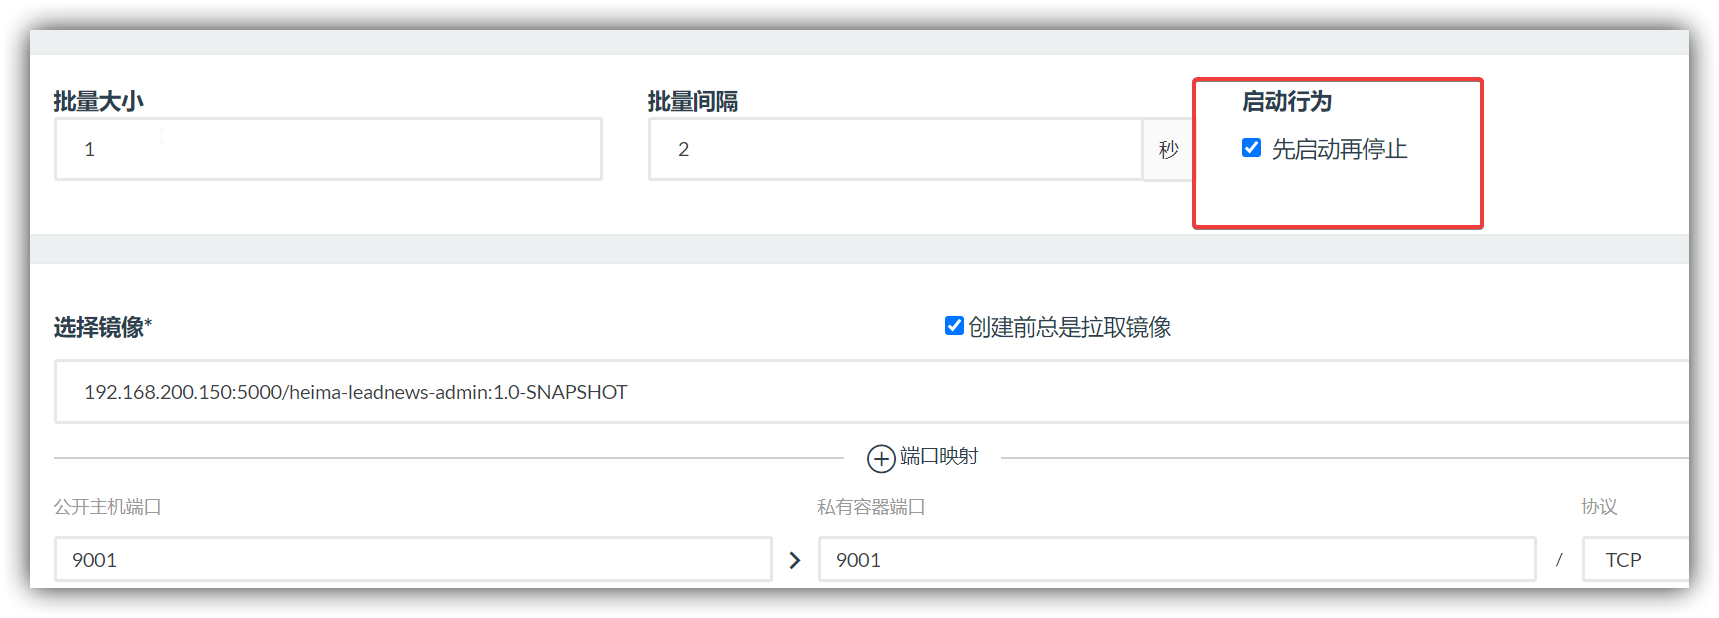 批量大小
1
批量间隔
2
秒
启动行为
先启动再停止
选择镜像*
创建前总是拉取镜像
192.168.200.150:5000/heima-leadnews-admin:1.0-SNAPSHOT
端口映射
公开主机端口
私有容器端口
协议
9001
9001
/
TCP